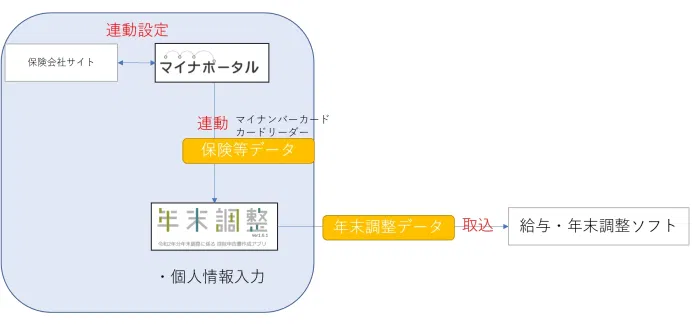 連動設定
保険会社サイト
マイナポータル
連動
マイナンバーカード
カードリーダー
保険等データ
年末調整
Ver1.0.1
令和2年分年末調整に係る 控除申告書作成アプリ
年末調整データ
取込
給与・年末調整ソフト
・個人情報入力